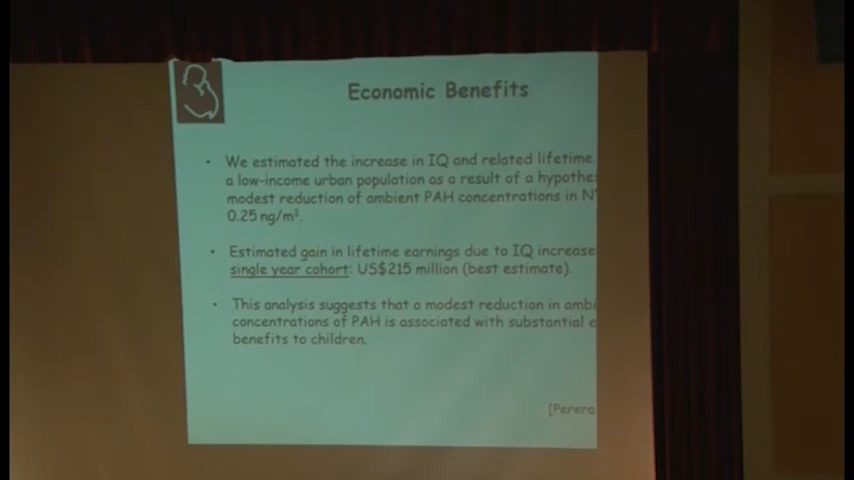 Economic Benefits
• We estimated the increase in IQ and related lifetime
a low-income urban population as a result of a hypothe
modest reduction of ambient PAH concentrations in N
0.25 ng/m³.
• Estimated gain in lifetime earnings due to IQ increase
single year cohort: US$215 million (best estimate).
• This analysis suggests that a modest reduction in ambi
concentrations of PAH is associated with substantial e
benefits to children.
[Perera